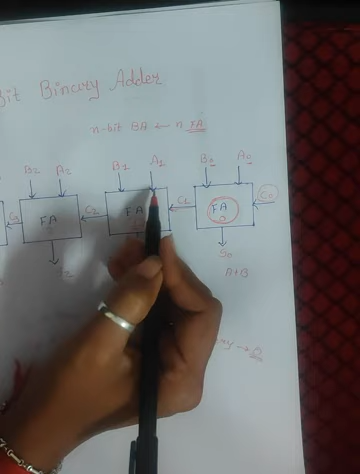 Bit Binary Adder
n-bit BA ← n FA
B2 A2 B1 A1 B0 A0
C3 FA C2 FA C1 FA 0 C0
S0
A+B